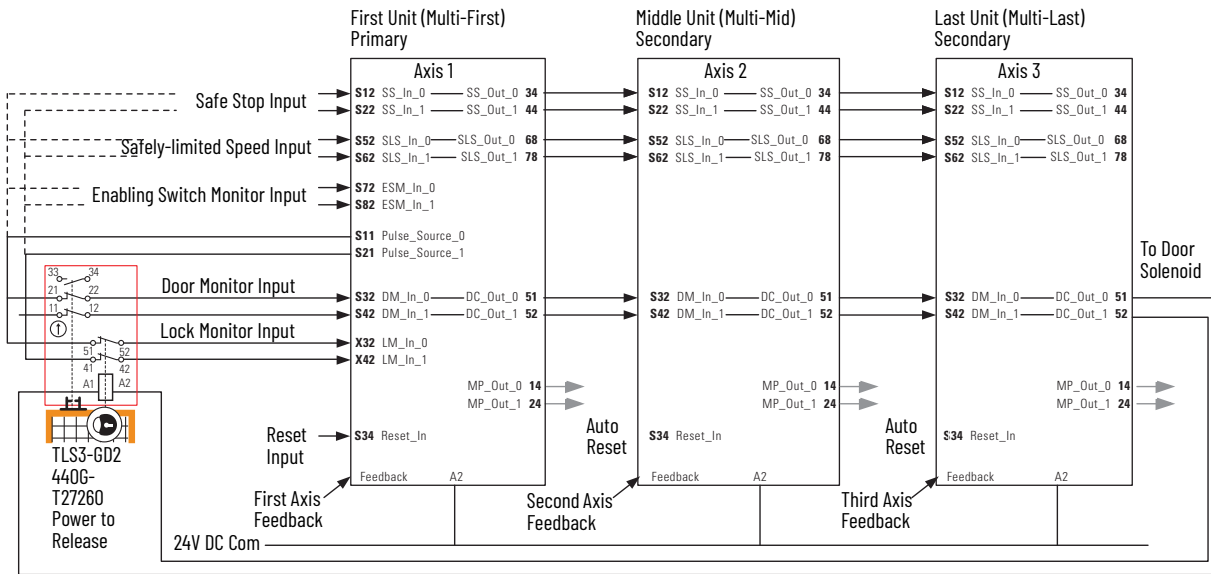 First Unit (Multi-First)
Primary
Middle Unit (Multi-Mid)
Secondary
Last Unit (Multi-Last)
Secondary
Axis 1
Axis 2
Axis 3
Safe Stop Input
S12 SS_In_0 SS_Out_0 34
S22 SS_In_1 SS_Out_1 44
S12 SS_In_0 SS_Out_0 34
S22 SS_In_1 SS_Out_1 44
S12 SS_In_0 SS_Out_0 34
S22 SS_In_1 SS_Out_1 44
Safely-limited Speed Input
S52 SLS_In_0 SLS_Out_0 68
S62 SLS_In_1 SLS_Out_1 78
S52 SLS_In_0 SLS_Out_0 68
S62 SLS_In_1 SLS_Out_1 78
S52 SLS_In_0 SLS_Out_0 68
S62 SLS_In_1 SLS_Out_1 78
Enabling Switch Monitor Input
S72 ESM_In_0
S82 ESM_In_1
S11 Pulse_Source_0
S21 Pulse_Source_1
To Door
Solenoid
33 34
21 22
11 12
51 52
41 42
A1 A2
Door Monitor Input
S32 DM_In_0 DC_Out_0 51
S42 DM_In_1 DC_Out_1 52
S32 DM_In_0 DC_Out_0 51
S42 DM_In_1 DC_Out_1 52
S32 DM_In_0 DC_Out_0 51
S42 DM_In_1 DC_Out_1 52
Lock Monitor Input
X32 LM_In_0
X42 LM_In_1
MP_Out_0 14
MP_Out_1 24
MP_Out_0 14
MP_Out_1 24
MP_Out_0 14
MP_Out_1 24
Reset
Input
S34 Reset_In
Auto
Reset
S34 Reset_In
Auto
Reset
S34 Reset_In
TLS3-GD2
440G-
T27260
Power to
Release
Feedback A2
Feedback A2
Feedback A2
First Axis
Feedback
Second Axis
Feedback
Third Axis
Feedback
24V DC Com